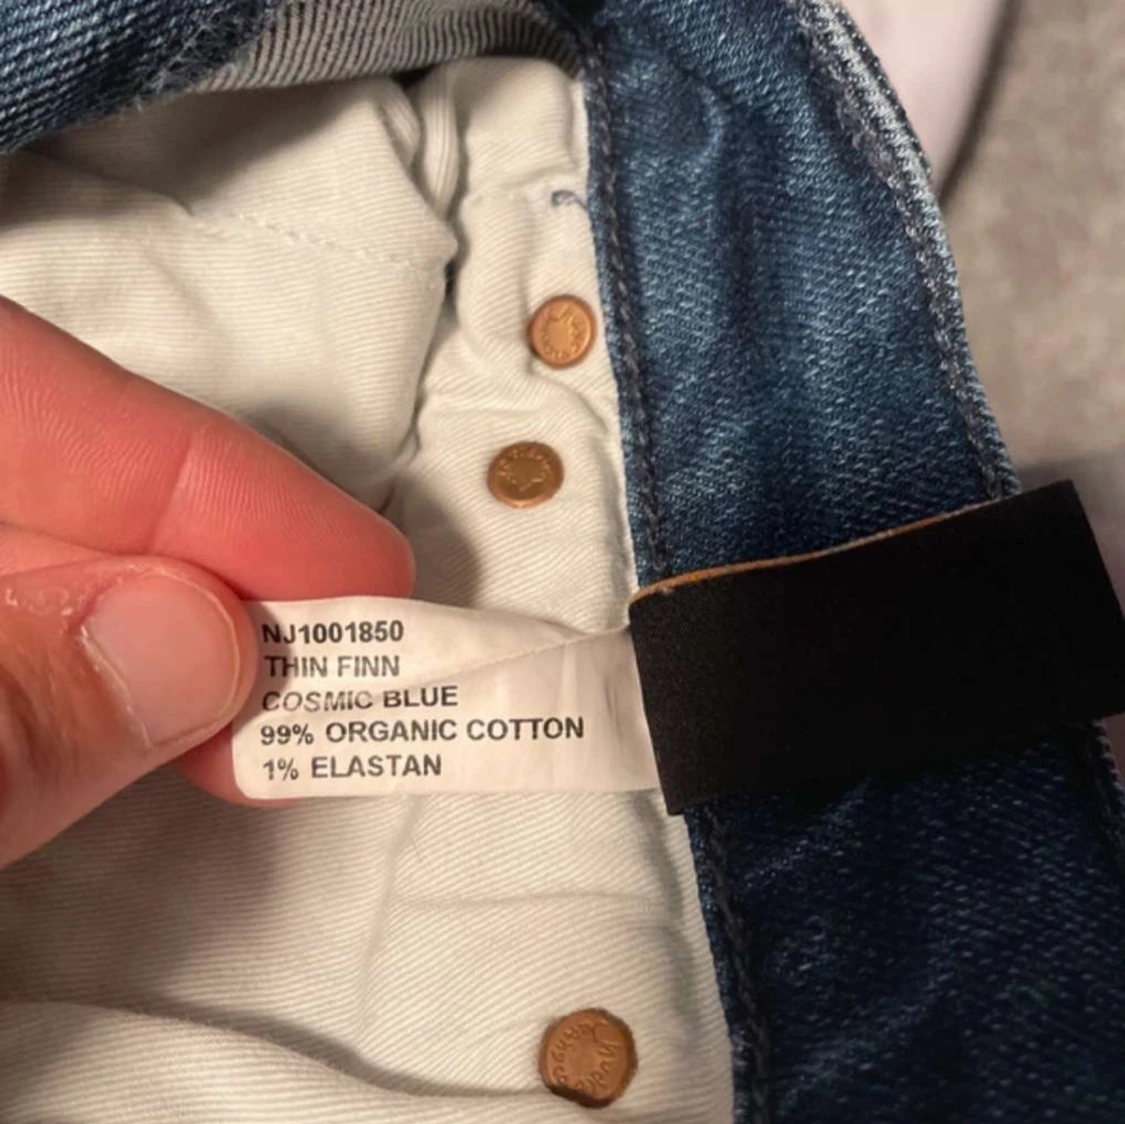 NJ1001850
THIN FINN
COSMIC BLUE
99% ORGANIC COTTON
1% ELASTAN